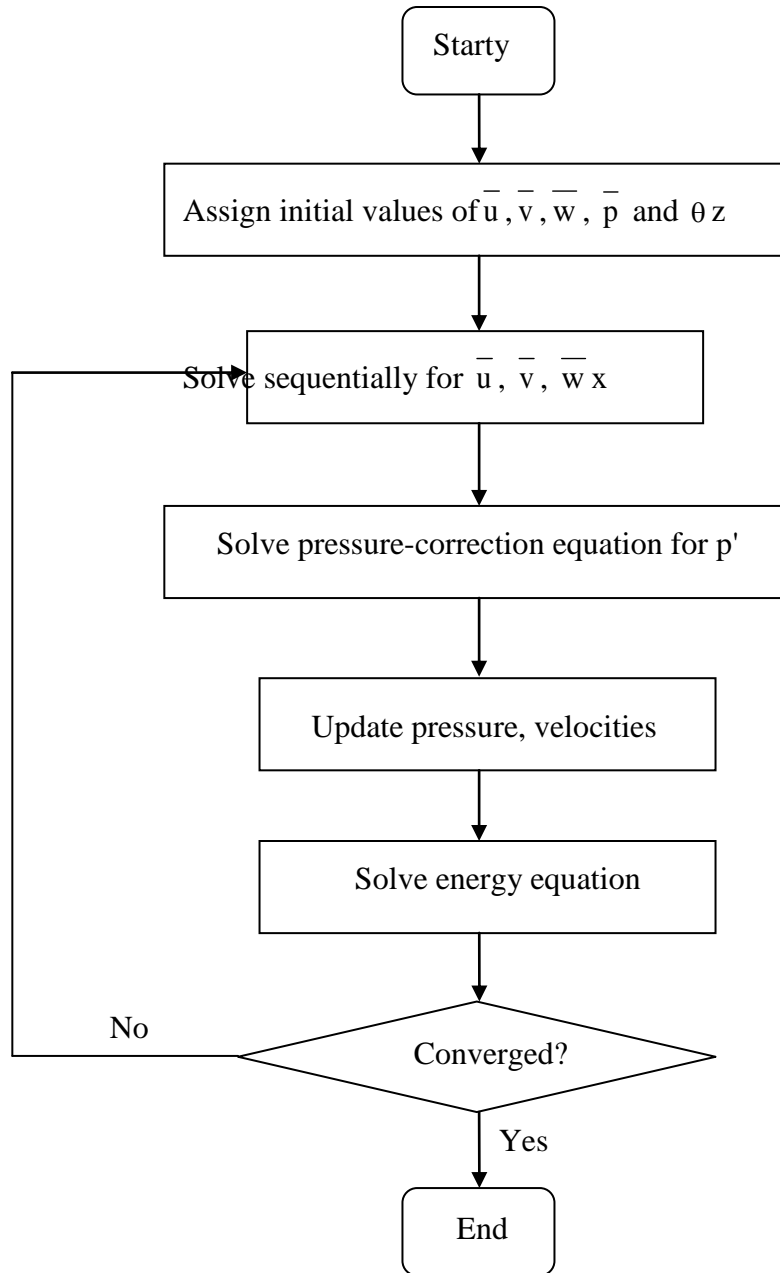 Starty
Assign initial values of u̅ , v̅ , w̅ , p̅ and θ z
Solve sequentially for u̅ , v̅ , w̅ x
Solve pressure-correction equation for p'
Update pressure, velocities
Solve energy equation
No
Converged?
Yes
End